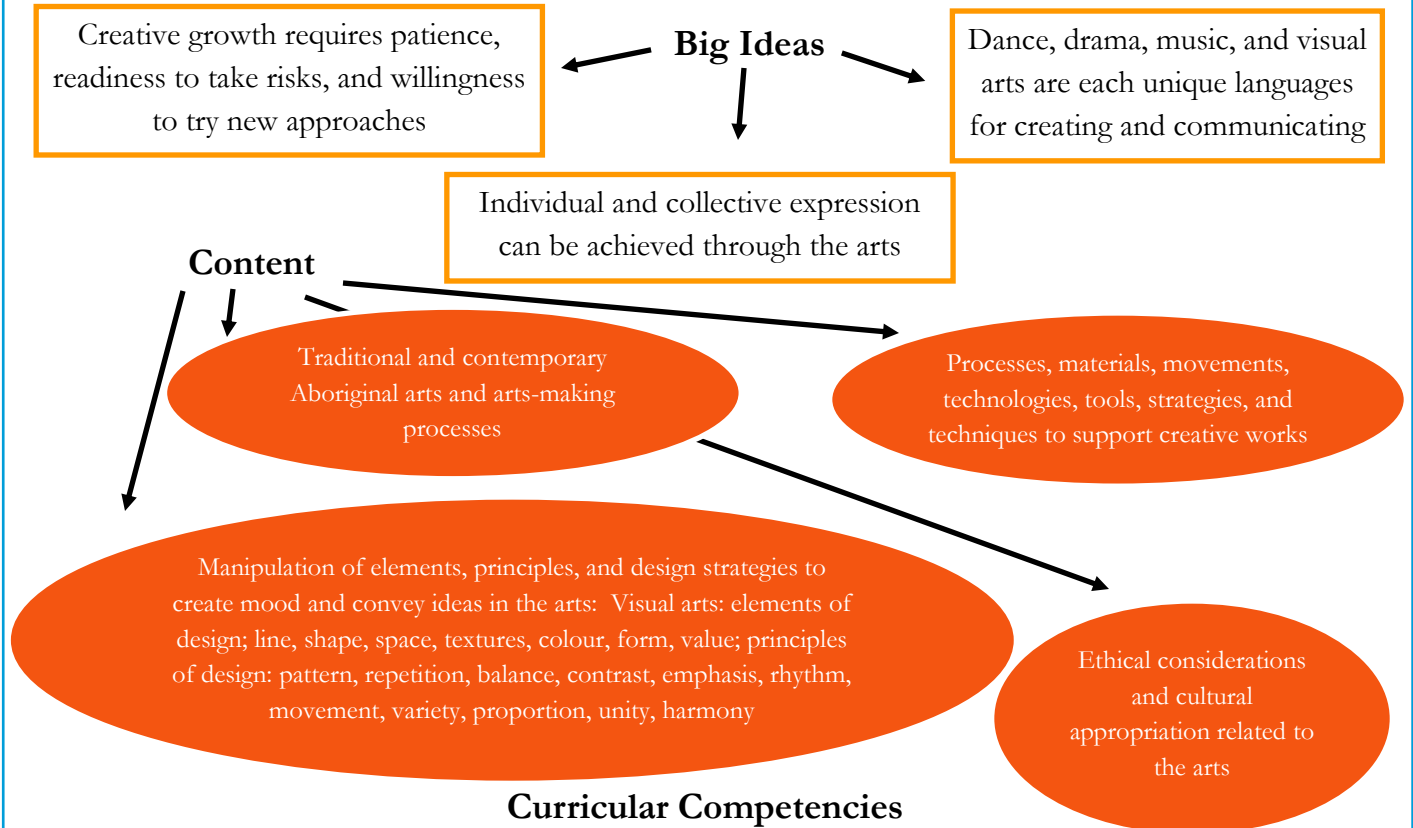 Big Ideas
Creative growth requires patience,
readiness to take risks, and willingness
to try new approaches
Dance, drama, music, and visual
arts are each unique languages
for creating and communicating
Individual and collective expression
can be achieved through the arts
Content
Traditional and contemporary
Aboriginal arts and arts-making
processes
Processes, materials, movements,
technologies, tools, strategies, and
techniques to support creative works
Manipulation of elements, principles, and design strategies to
create mood and convey ideas in the arts:  Visual arts: elements of
design; line, shape, space, textures, colour, form, value; principles
of design: pattern, repetition, balance, contrast, emphasis, rhythm,
movement, variety, proportion, unity, harmony
Ethical considerations
and cultural
appropriation related to
the arts
Curricular Competencies